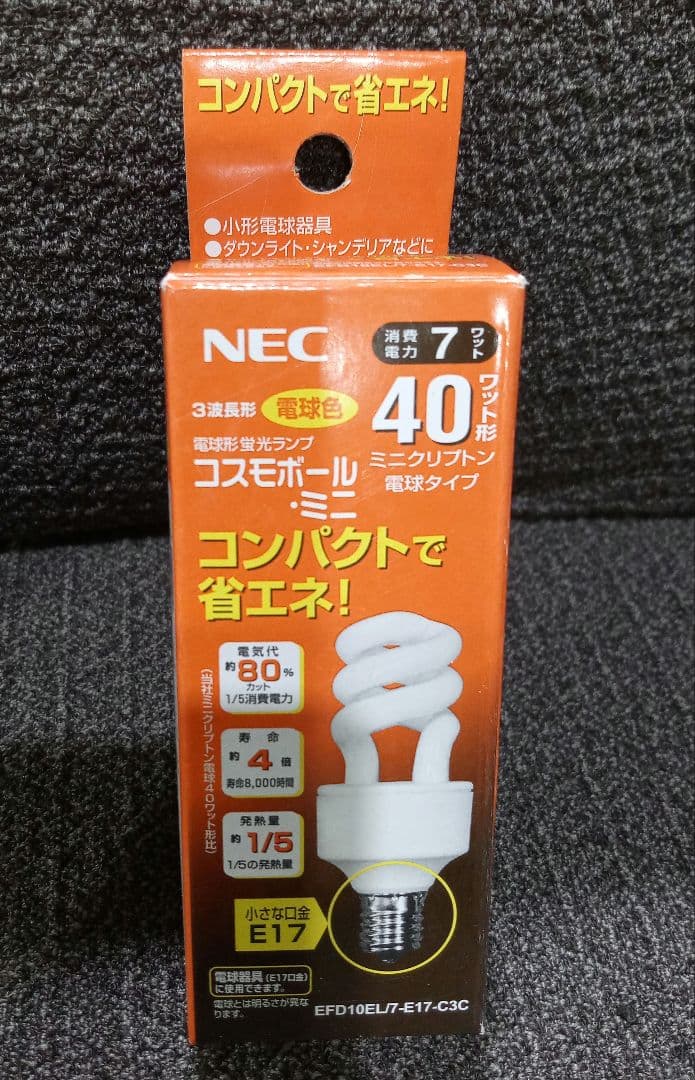 コンパクトで省エネ!
●小形電球器具
●ダウンライト・シャンデリアなどに
NEC
消費電力 7 ワット
3波長形 電球色
40ワット形
電球形蛍光ランプ
ミニクリプトン
電球タイプ
コスモボール
・ミニ
コンパクトで
省エネ!
電気代
約80%
カット
1/5消費電力
寿命
約4倍
寿命8,000時間
発熱量
約1/5
1/5の発熱量
(当社ミニクリプトン電球40ワット形比)
小さな口金
E17
電球器具(E17口金)
に使用できます。
電球とは明るさが異な
ります。
EFD10EL/7-E17-C3C